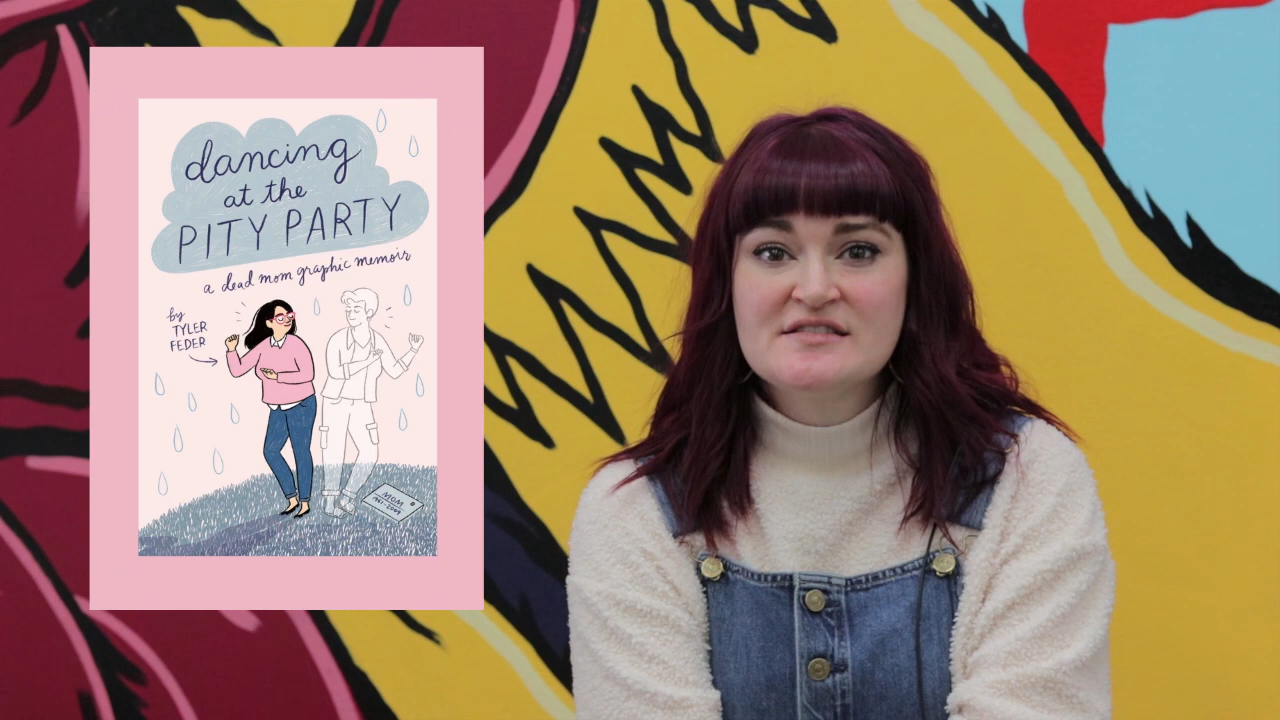 dancing
at the
PITY PARTY
a dead mom graphic memoir
by
TYLER
FEDER
MOM